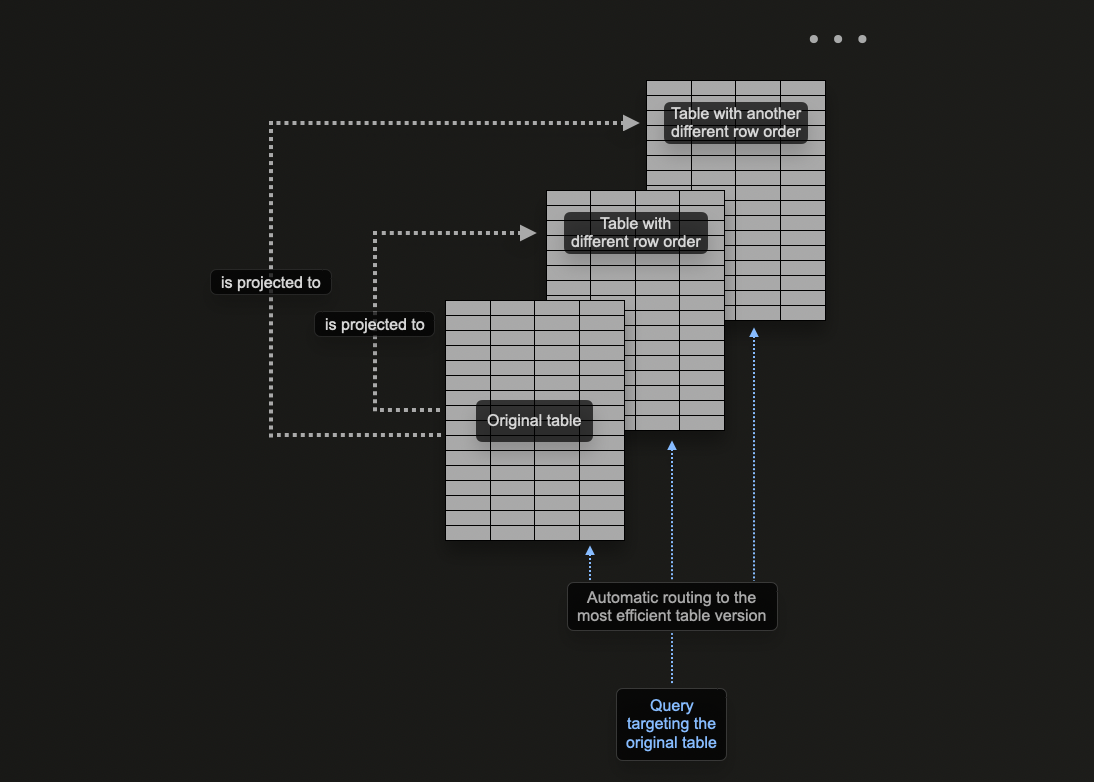 Table with another
different row order
Table with
different row order
is projected to
is projected to
Original table
Automatic routing to the
most efficient table version
Query
targeting the
original table